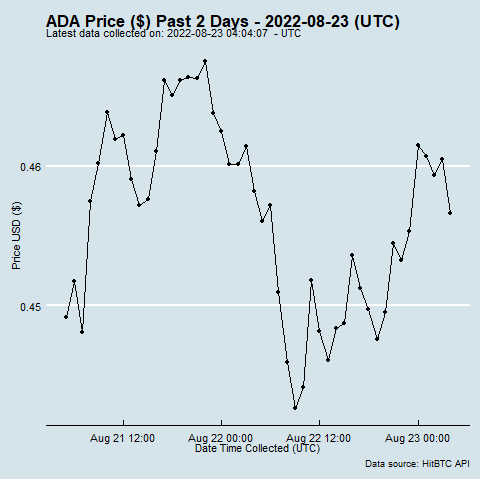 ADA Price ($) Past 2 Days - 2022-08-23 (UTC)
Latest data collected on: 2022-08-23 04:04:07 - UTC
0.46
Price USD ($)
0.45
Aug 21 12:00 Aug 22 00:00 Aug 22 12:00 Aug 23 00:00
Date Time Collected (UTC)
Data source: HitBTC API